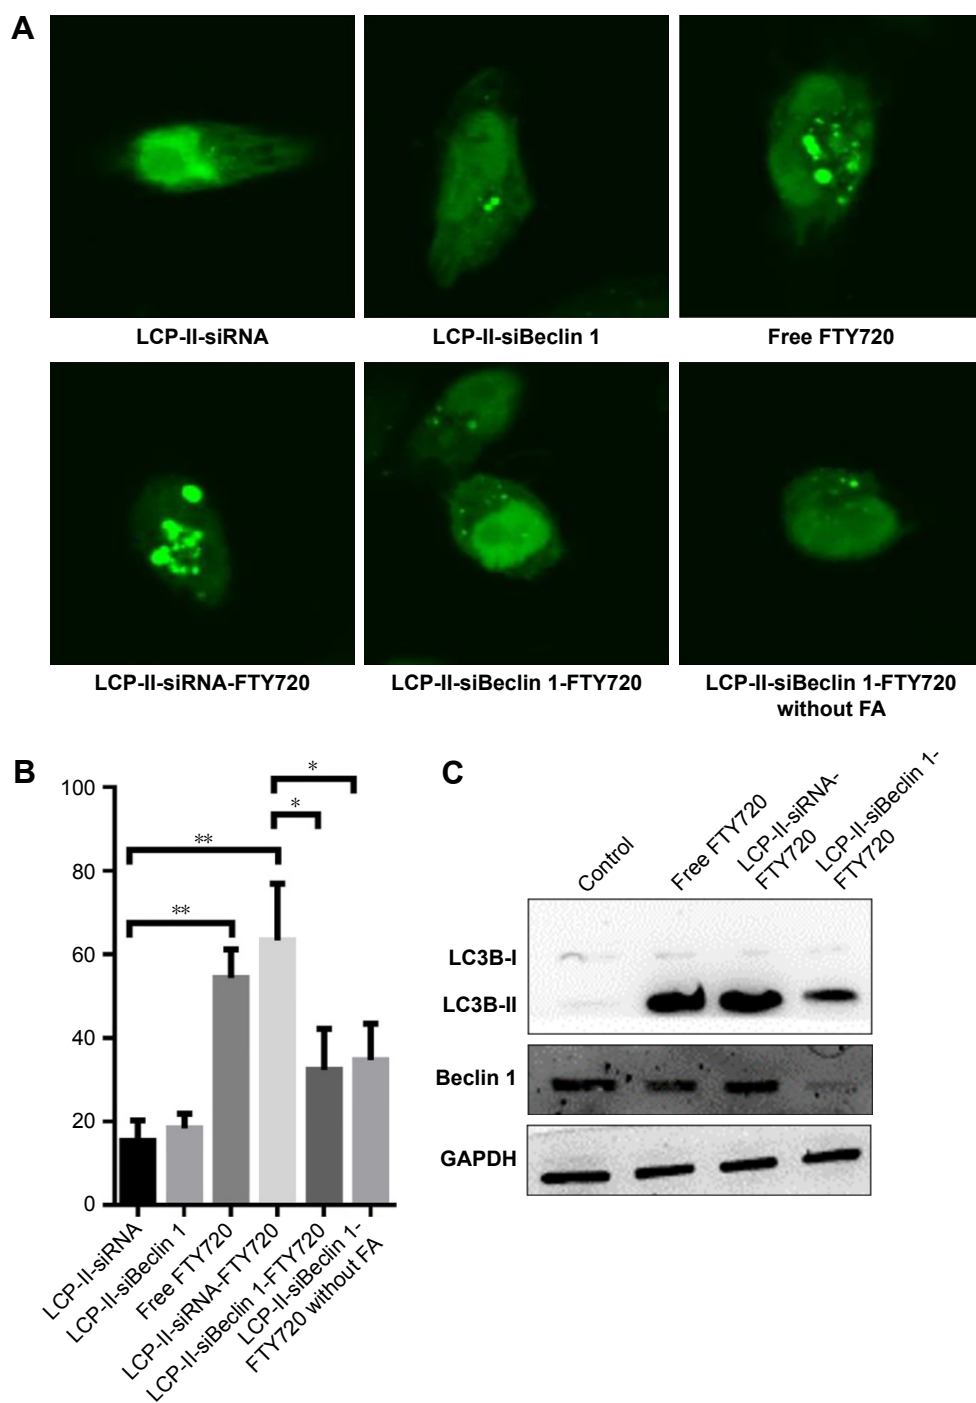 A
LCP-II-siRNA
LCP-II-siBeclin 1
Free FTY720
LCP-II-siRNA-FTY720
LCP-II-siBeclin 1-FTY720
LCP-II-siBeclin 1-FTY720
without FA
B
100
80
60
40
20
0
**
**
*
*
LCP-II-siRNA
LCP-II-siBeclin 1
Free FTY720
LCP-II-siRNA-FTY720
LCP-II-siBeclin 1-FTY720
LCP-II-siBeclin 1-
FTY720 without FA
C
Control
Free FTY720
LCP-II-siRNA-
FTY720
LCP-II-siBeclin 1-
FTY720
LC3B-I
LC3B-II
Beclin 1
GAPDH